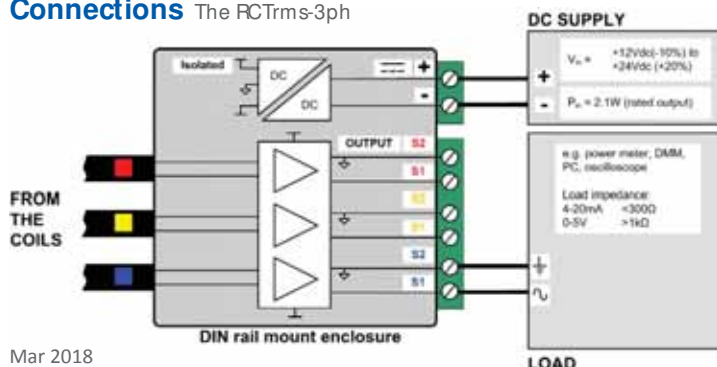 Connections The RCTrms-3ph
DC SUPPLY
Isolated
DC
DC
+
-
+
-
Vin = +12Vdc(-10%) to
+24Vdc (+20%)
Pin = 2.1W (rated output)
OUTPUT S2
S1
S2
S1
S2
S1
FROM
THE
COILS
e.g. power meter, DMM,
PC, oscilloscope
Load impedance:
4-20mA <300Ω
0-5V >1kΩ
DIN rail mount enclosure
Mar 2018
LOAD